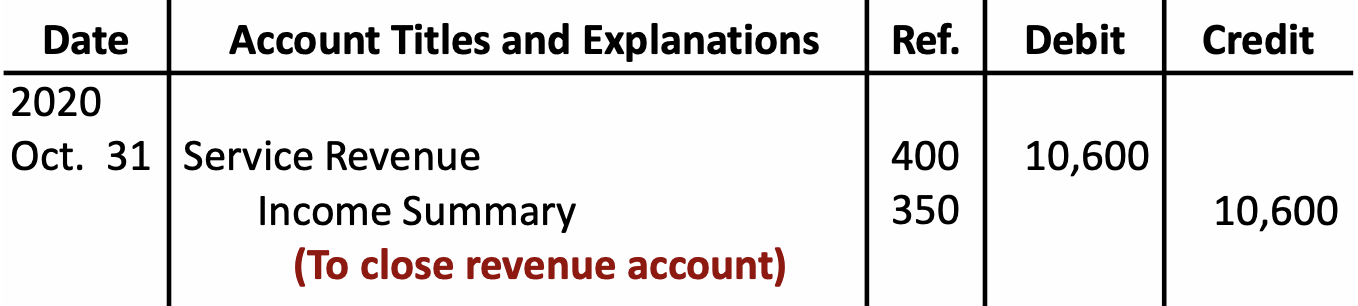 Date Account Titles and Explanations Ref. Debit Credit
2020
Oct. 31 Service Revenue 400 10,600
Income Summary 350 10,600
(To close revenue account)